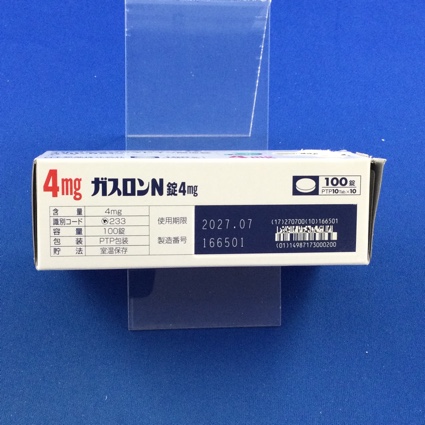 4mg ガスロンN 錠4mg
100錠
PTP10錠×10
含量 4mg
識別コード 233
容量 100錠
包装 PTP包装
貯法 室温保存
使用期限 2027.07
製造番号 166501
(17)270700(10)166501
(01)14987173000200